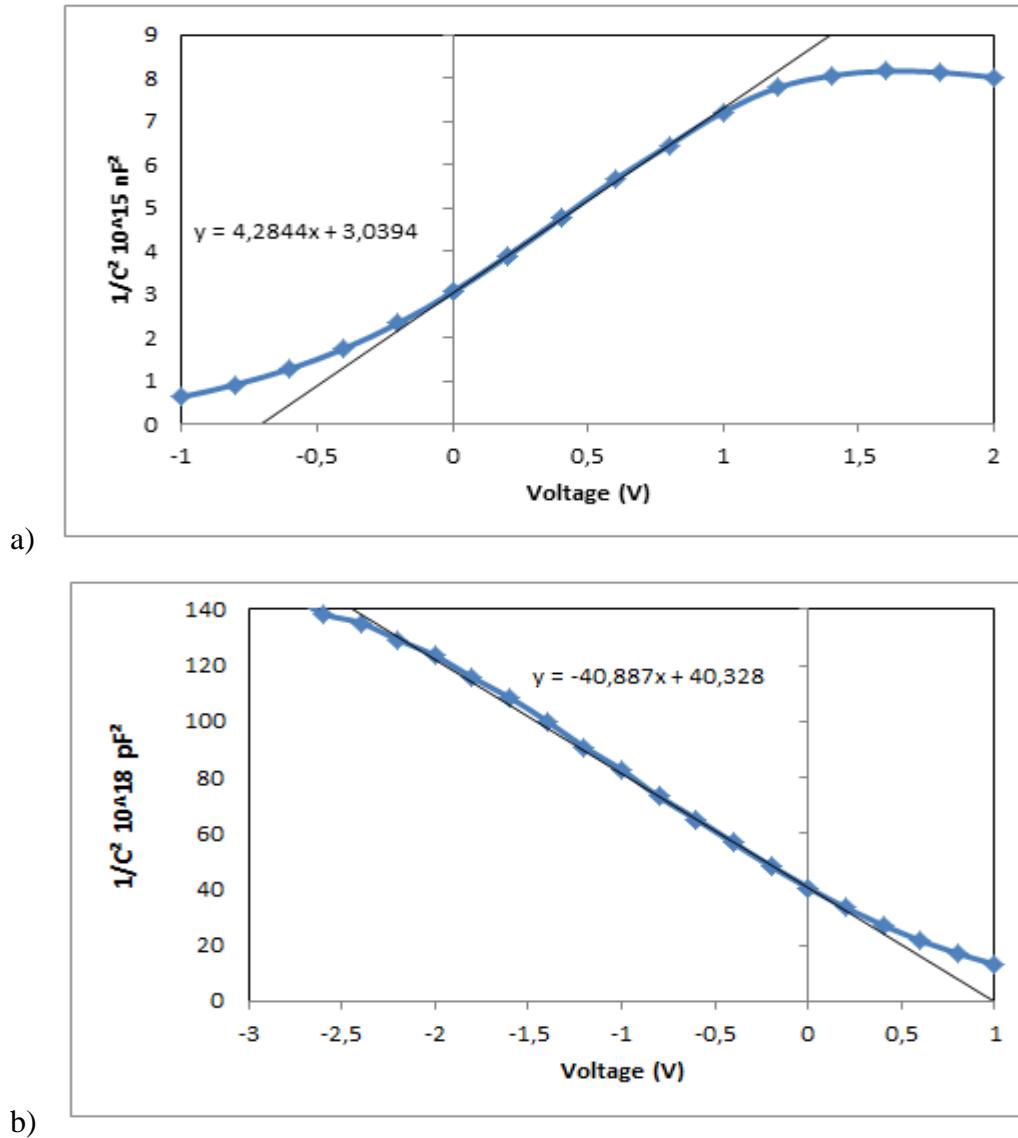 9
8
7
6
5
4
3
2
1
0
1/C² 10^15 nF²
y = 4,2844x + 3,0394
-1 -0,5 0 0,5 1 1,5 2
Voltage (V)
a)
140
120
100
80
60
40
20
0
1/C² 10^18 pF²
y = -40,887x + 40,328
-3 -2,5 -2 -1,5 -1 -0,5 0 0,5 1
Voltage (V)
b)